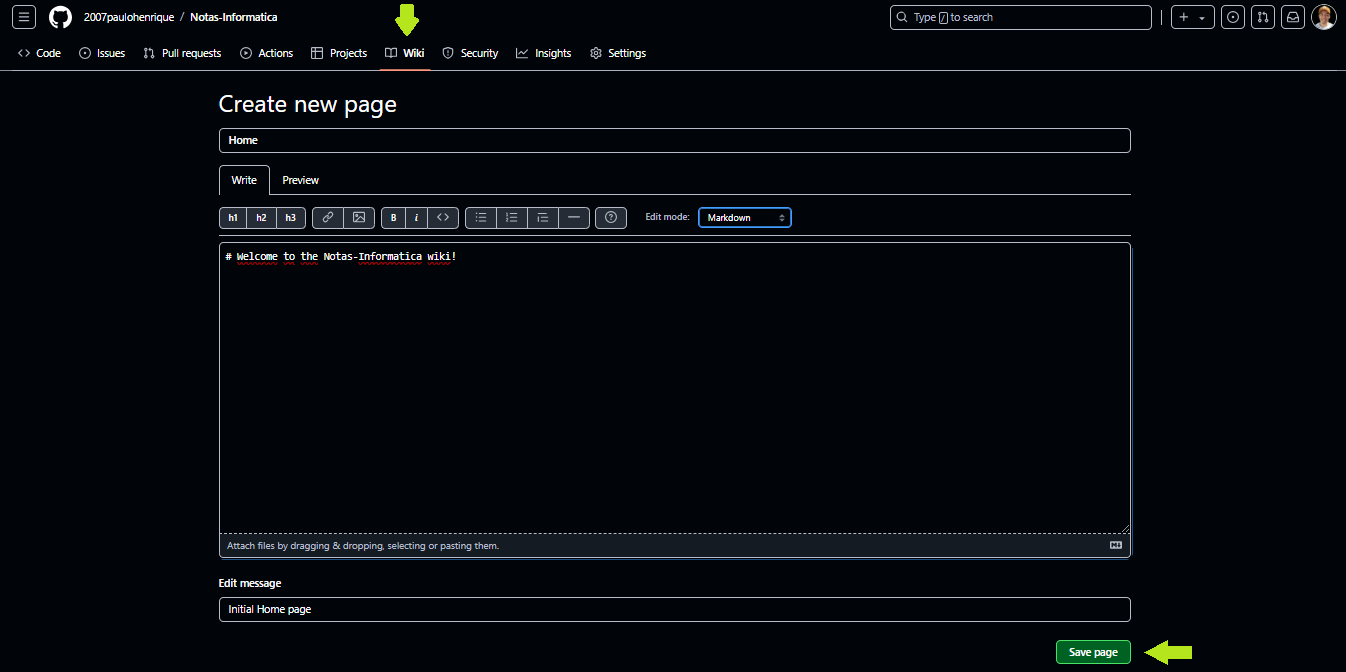 2007paulohenrique / Notas-Informatica
Type / to search
Code Issues Pull requests Actions Projects Wiki Security Insights Settings
Create new page
Home
Write Preview
h1 h2 h3 B i <> Edit mode: Markdown
# Welcome to the Notas-Informatica wiki!
Attach files by dragging & dropping, selecting or pasting them.
Edit message
Initial Home page
Save page